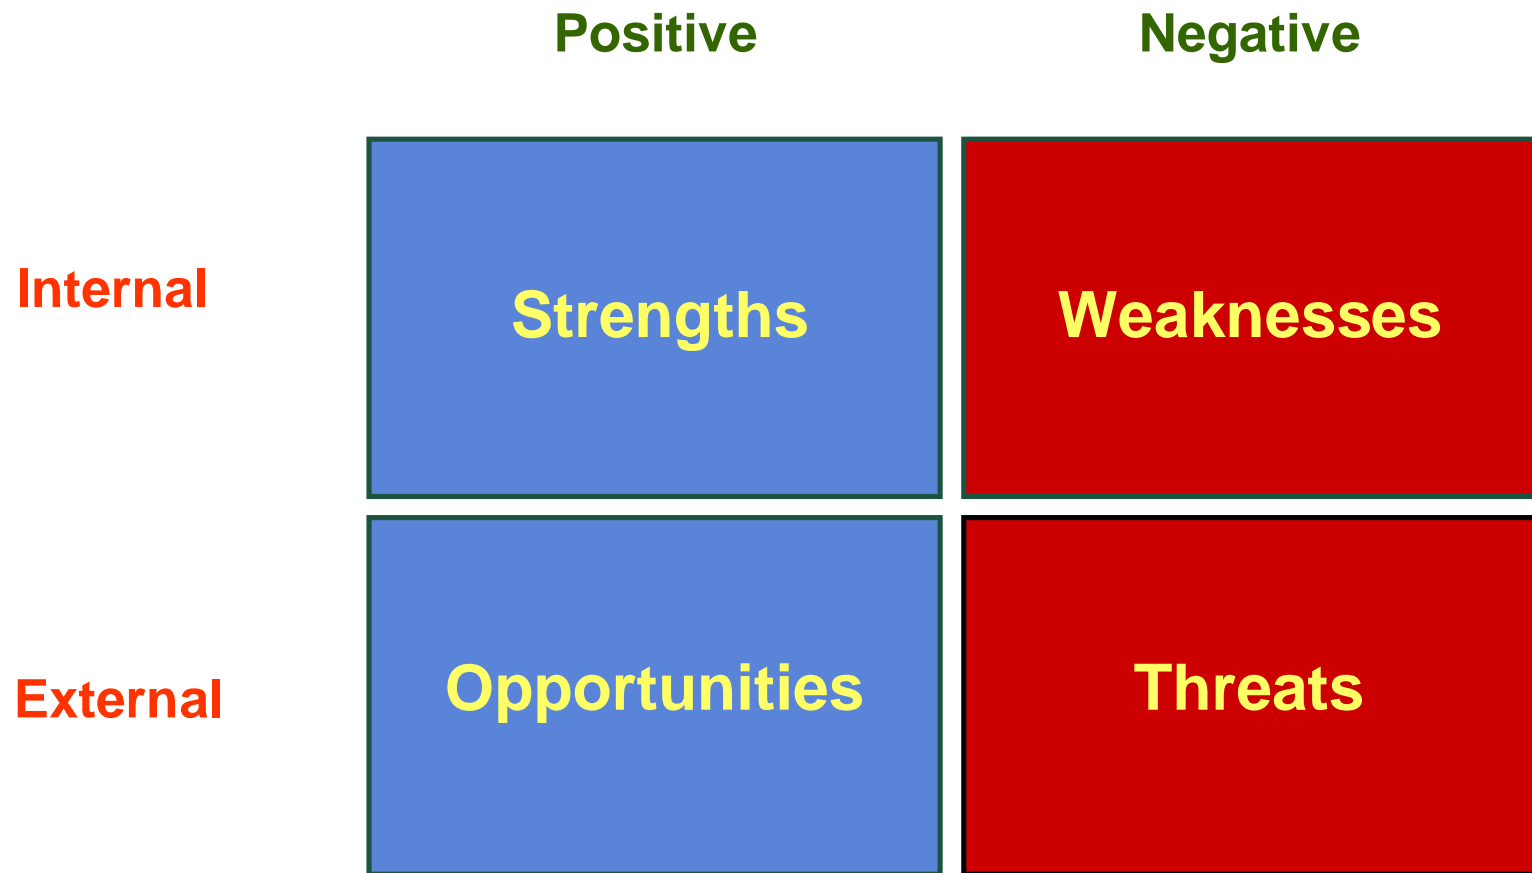 Positive Negative
Internal Strengths Weaknesses
External Opportunities Threats